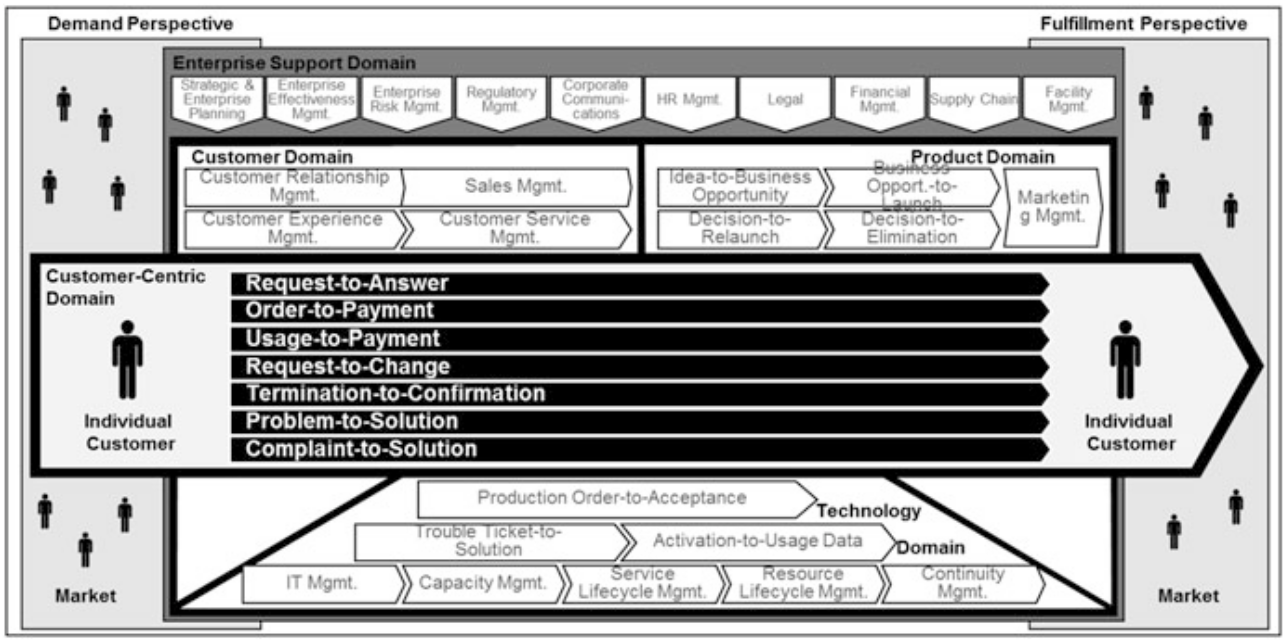 Demand Perspective
Fulfillment Perspective
Enterprise Support Domain
Strategic &
Enterprise
Planning
Enterprise
Effectiveness
Mgmt.
Enterprise
Risk Mgmt.
Regulatory
Mgmt.
Corporate
Communi-
cations
HR Mgmt.
Legal
Financial
Mgmt.
Supply Chain
Facility
Mgmt.
Customer Domain
Customer Relationship
Mgmt.
Sales Mgmt.
Customer Experience
Mgmt.
Customer Service
Mgmt.
Product Domain
Idea-to-Business
Opportunity
Business
Opport.-to-
Launch
Decision-to-
Relaunch
Decision-to-
Elimination
Marketin
g Mgmt.
Customer-Centric
Domain
Individual
Customer
Request-to-Answer
Order-to-Payment
Usage-to-Payment
Request-to-Change
Termination-to-Confirmation
Problem-to-Solution
Complaint-to-Solution
Individual
Customer
Production Order-to-Acceptance
Technology
Domain
Trouble Ticket-to-
Solution
Activation-to-Usage Data
IT Mgmt.
Capacity Mgmt.
Service
Lifecycle Mgmt.
Resource
Lifecycle Mgmt.
Continuity
Mgmt.
Market
Market